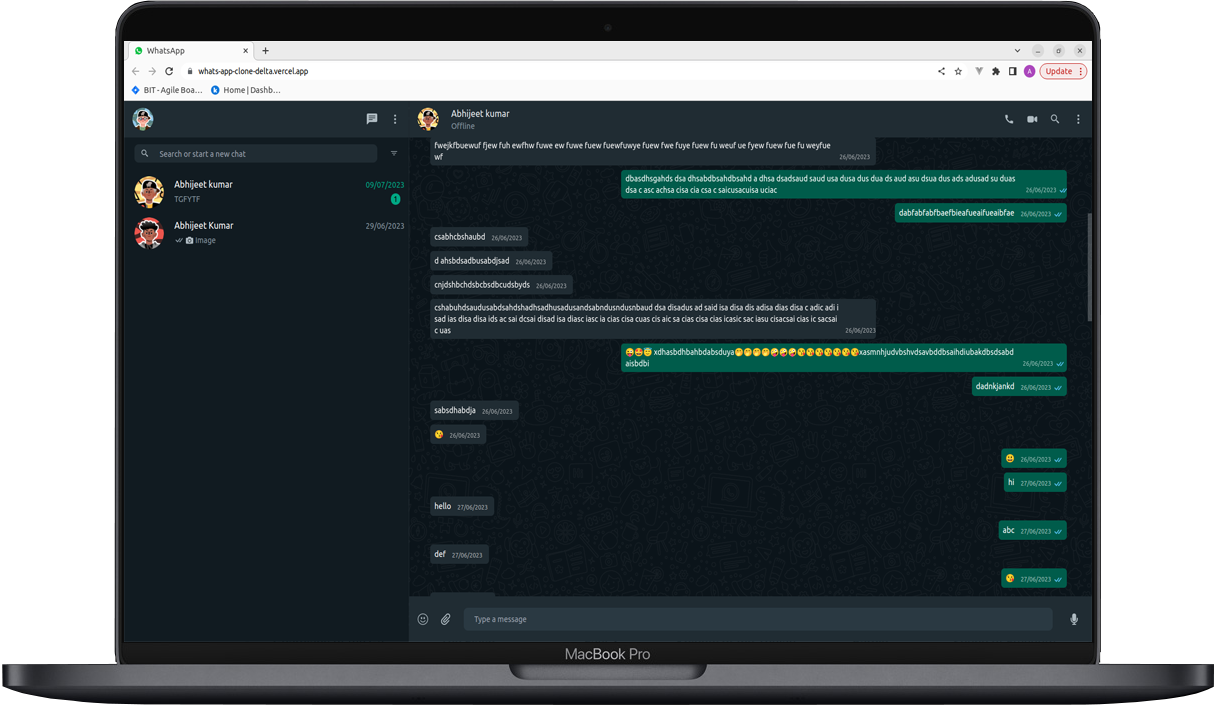 WhatsApp
whats-app-clone-delta.vercel.app
A
Update
BIT - Agile Boa...
Home | Dashb...
Abhijeet kumar
Offline
Search or start a new chat
Abhijeet kumar
09/07/2023
TGFYTF
1
Abhijeet Kumar
29/06/2023
Image
fwejkfbuewuf fjew fuh ewfhw fuwe ew fuwe fuew fuewfuwye fuew fwe fuye fuew fu weuf ue fyew fuew fue fu weyfue
wf
26/06/2023
dbasdhsgahds dsa dhsabdbsahdbsahd a dhsa dsadsaud saud usa dusa dus dua ds aud asu dsua dus ads adusad su duas
dsa c asc achsa cisa cia csa c saicusacuisa uciac
26/06/2023
dabfabfabfbaefbieafueaifueaibfae 26/06/2023
csabhcbshaubd 26/06/2023
d ahsbdsadbusabdjsad 26/06/2023
cnjdshbchdsbcbsdbcudsbyds 26/06/2023
cshabuhdsaudusabdsahdshadhsadhusadusandsabndusndusnbaud dsa disadus ad said isa disa dis adisa dias disa c adic adi i
sad ias disa disa ids ac sai dcsai disad isa diasc iasc ia cias cisa cuas cis aic sa cias cisa cias icasic sac iasu cisacsai cias ic sacsai
c uas
26/06/2023
😝🤩😇 xdhasbdhbahbdabsduya🤭🤭🤭🤭🤪🤪🤪😘😘😘😘😘😘😘xasmnhjudvbshvdsavbddbsaihdiubakdbsdsabd
aisbdbi
26/06/2023
dadnkjankd 26/06/2023
sabsdhabdja 26/06/2023
😘 26/06/2023
😃 26/06/2023
hi 27/06/2023
hello 27/06/2023
abc 27/06/2023
def 27/06/2023
😘 27/06/2023
Type a message
MacBook Pro